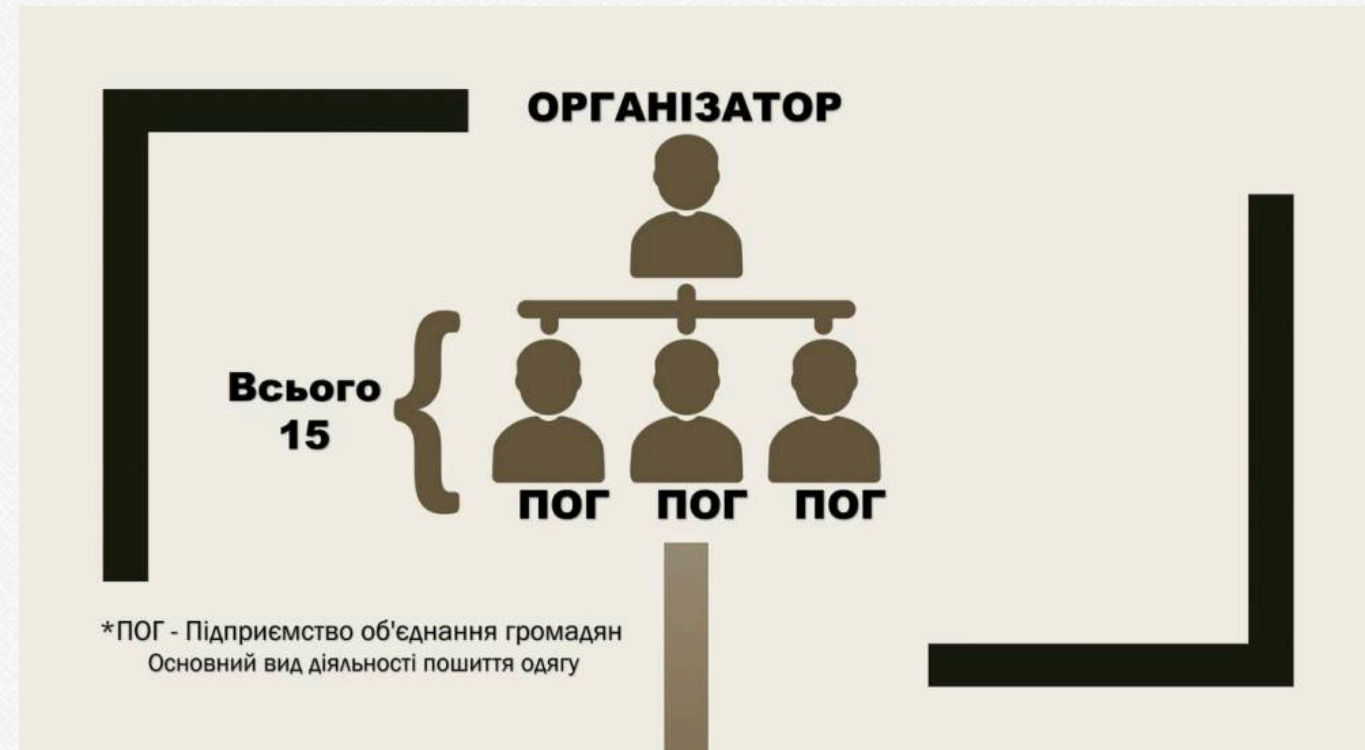 ОРГАНІЗАТОР
Всього
15
ПОГ ПОГ ПОГ
*ПОГ - Підприємство об'єднання громадян
Основний вид діяльності пошиття одягу